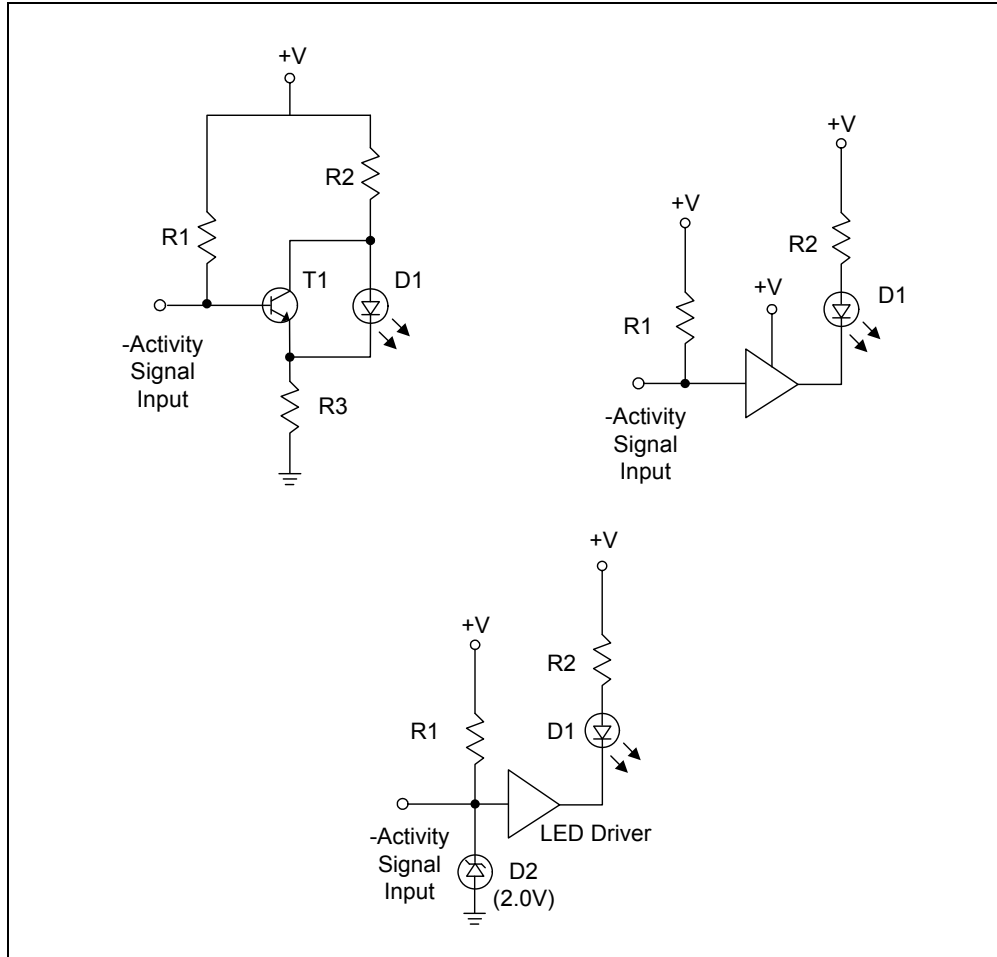 +V
R2
R1
T1
D1
-Activity
Signal
Input
R3
+V
+V
R2
+V
D1
R1
-Activity
Signal
Input
+V
+V
R2
R1
D1
LED Driver
-Activity
Signal
Input
D2
(2.0V)